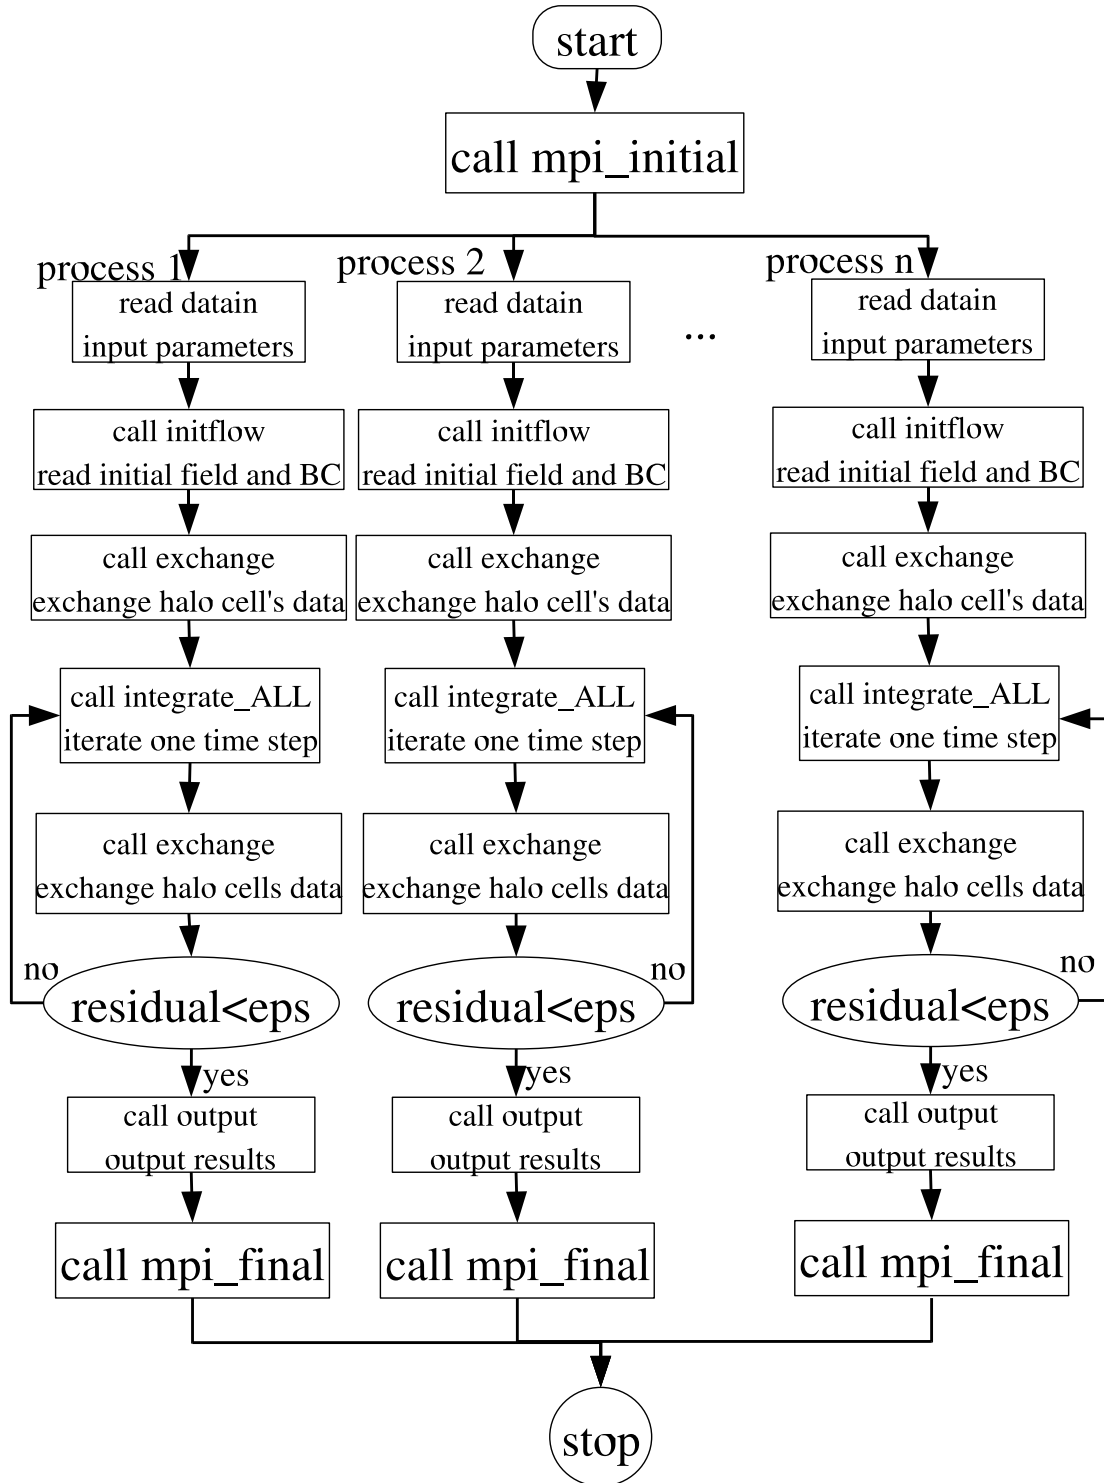 start
call mpi_initial
process 1
read datain
input parameters
call initflow
read initial field and BC
call exchange
exchange halo cell's data
call integrate_ALL
iterate one time step
call exchange
exchange halo cells data
no
residual<eps
yes
call output
output results
call mpi_final
process 2
read datain
input parameters
call initflow
read initial field and BC
call exchange
exchange halo cell's data
call integrate_ALL
iterate one time step
call exchange
exchange halo cells data
no
residual<eps
yes
call output
output results
call mpi_final
...
process n
read datain
input parameters
call initflow
read initial field and BC
call exchange
exchange halo cell's data
call integrate_ALL
iterate one time step
call exchange
exchange halo cells data
no
residual<eps
yes
call output
output results
call mpi_final
stop